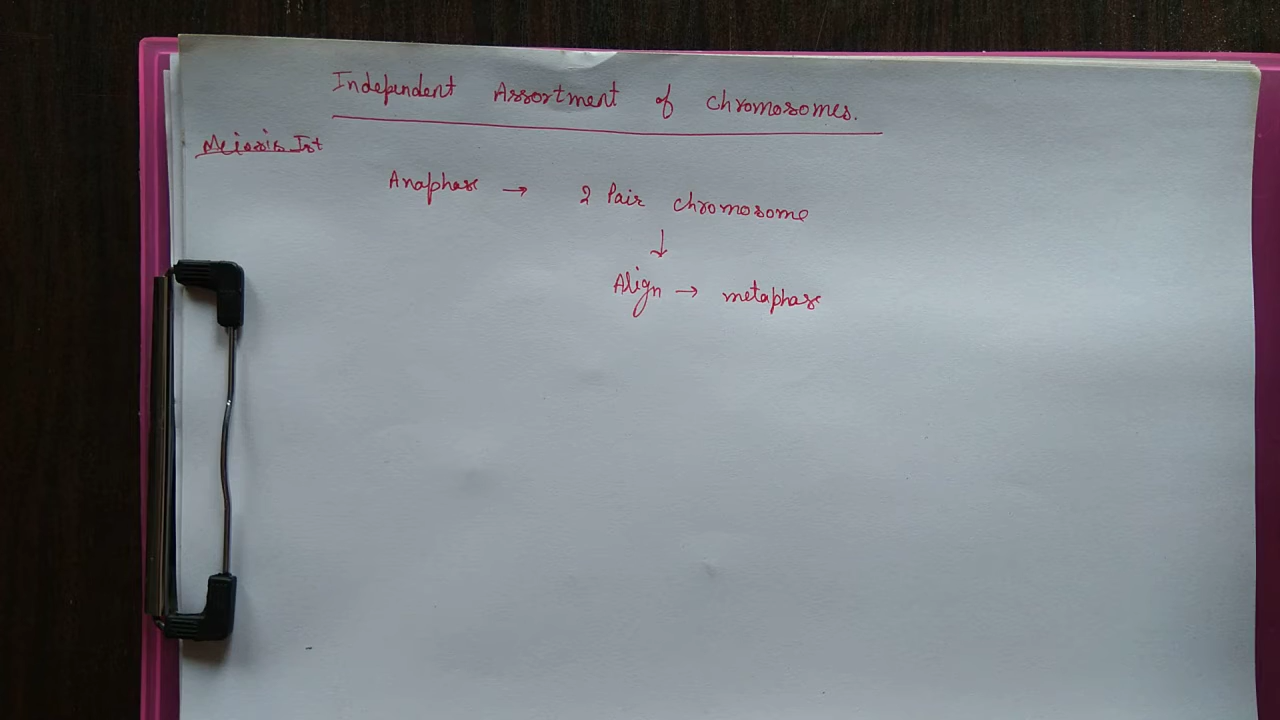 Independent Assortment of Chromosomes.
Meiosis Ist
Anaphase → 2 Pair chromosome
↓
Align → metaphase